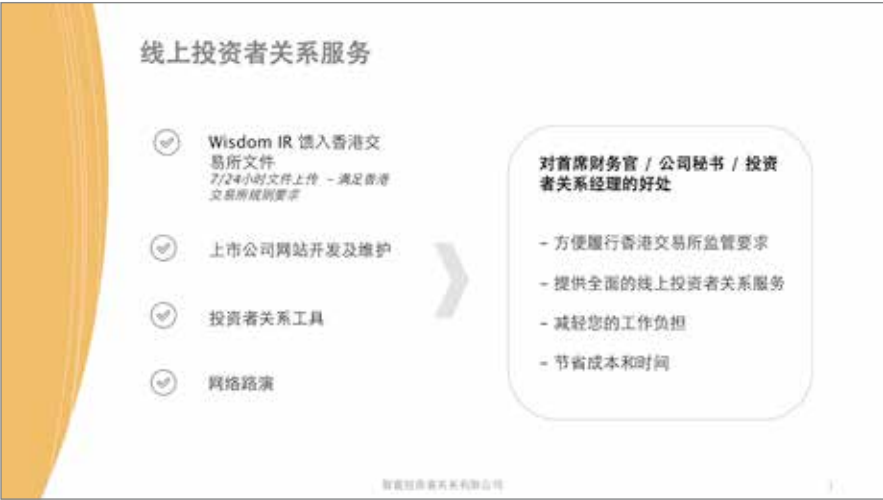 线上投资者关系服务
Wisdom IR 馈入香港交
易所文件
7/24小时文件上传 – 满足香港
交易所规则要求
上市公司网站开发及维护
投资者关系工具
网络路演
对首席财务官 / 公司秘书 / 投资
者关系经理的好处
– 方便履行香港交易所监管要求
– 提供全面的线上投资者关系服务
– 减轻您的工作负担
– 节省成本和时间